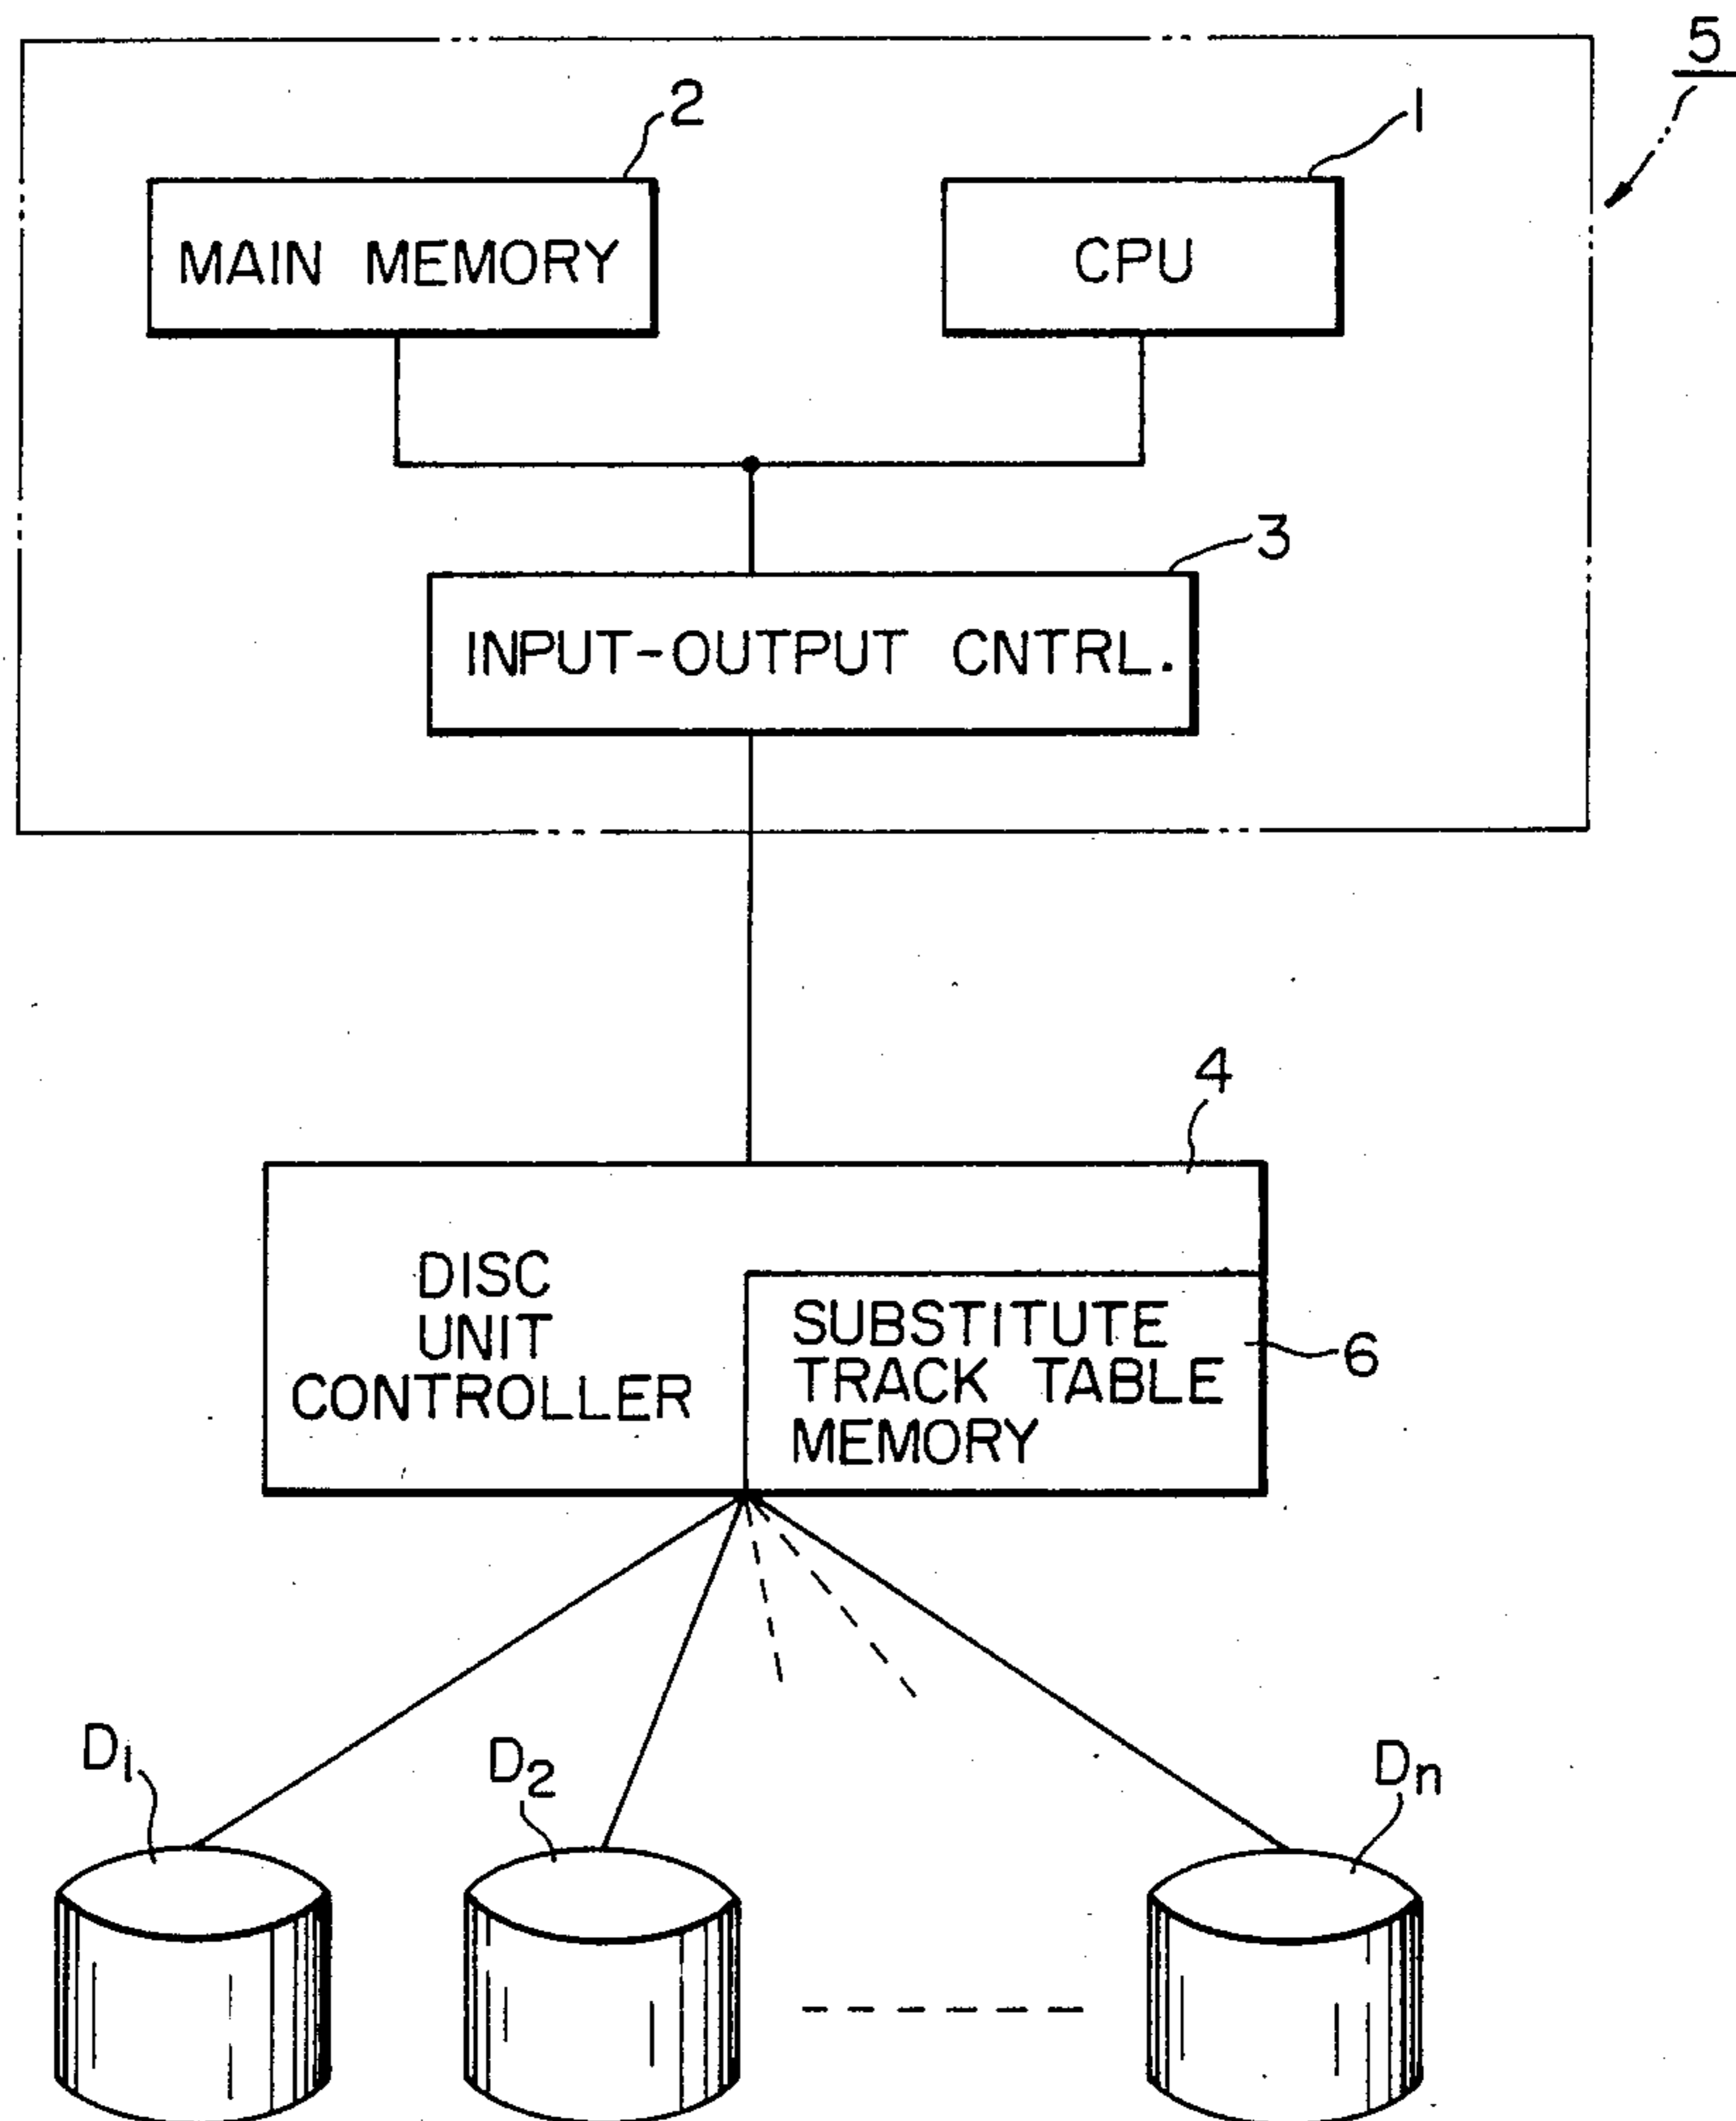 5
2
1
MAIN MEMORY
CPU
3
INPUT-OUTPUT CNTRL.
4
DISC
UNIT
CONTROLLER
SUBSTITUTE
TRACK TABLE
MEMORY
6
D1
D2
Dn